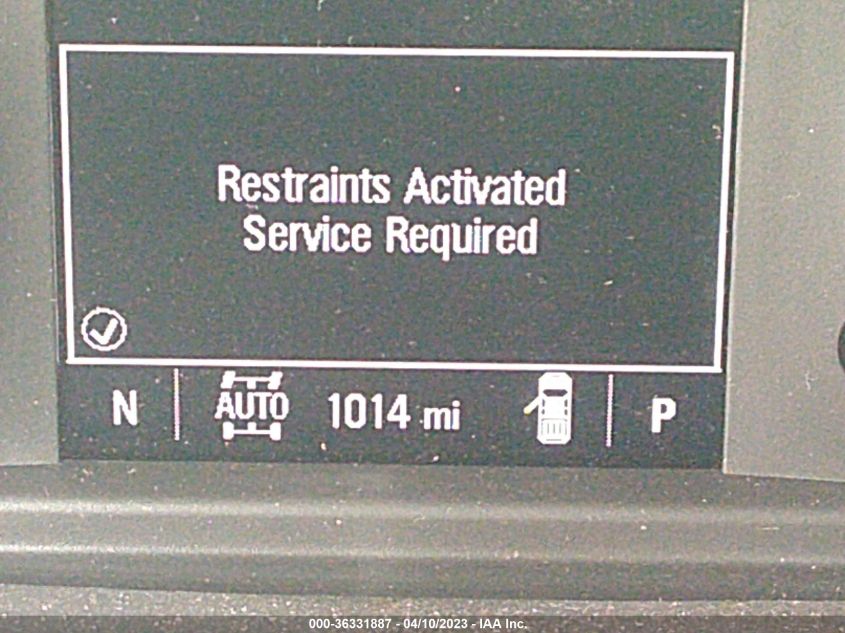 Restraints Activated
Service Required
N AUTO 1014 mi P
000-36331887 - 04/10/2023 - IAA Inc.